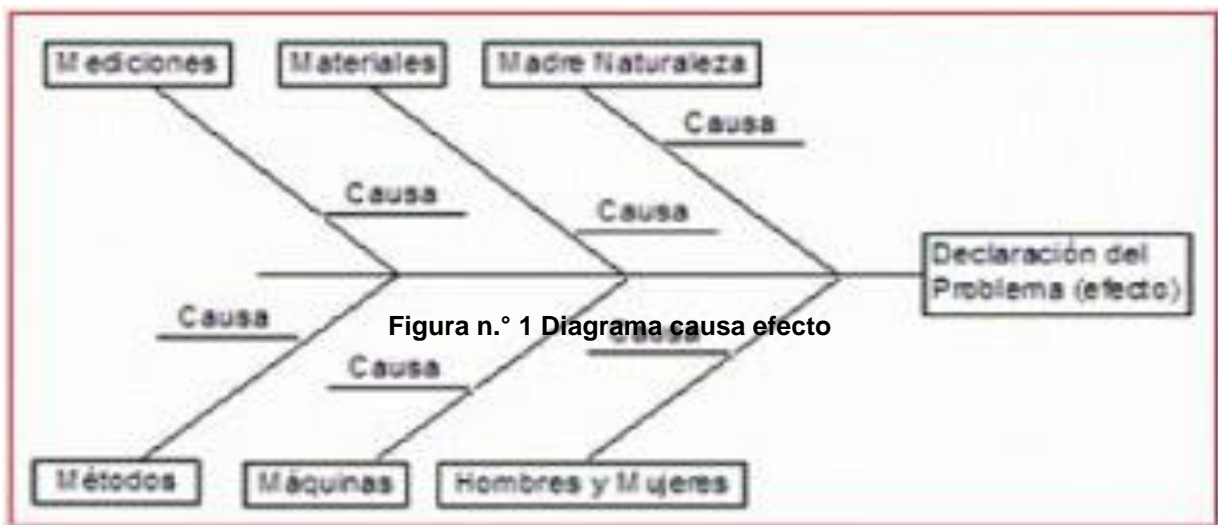 Mediciones
Materiales
Madre Naturaleza
Causa
Causa
Causa
Declaración del
Problema (efecto)
Causa
Figura n.° 1 Diagrama causa efecto
Causa
Causa
Métodos
Máquinas
Hombres y Mujeres